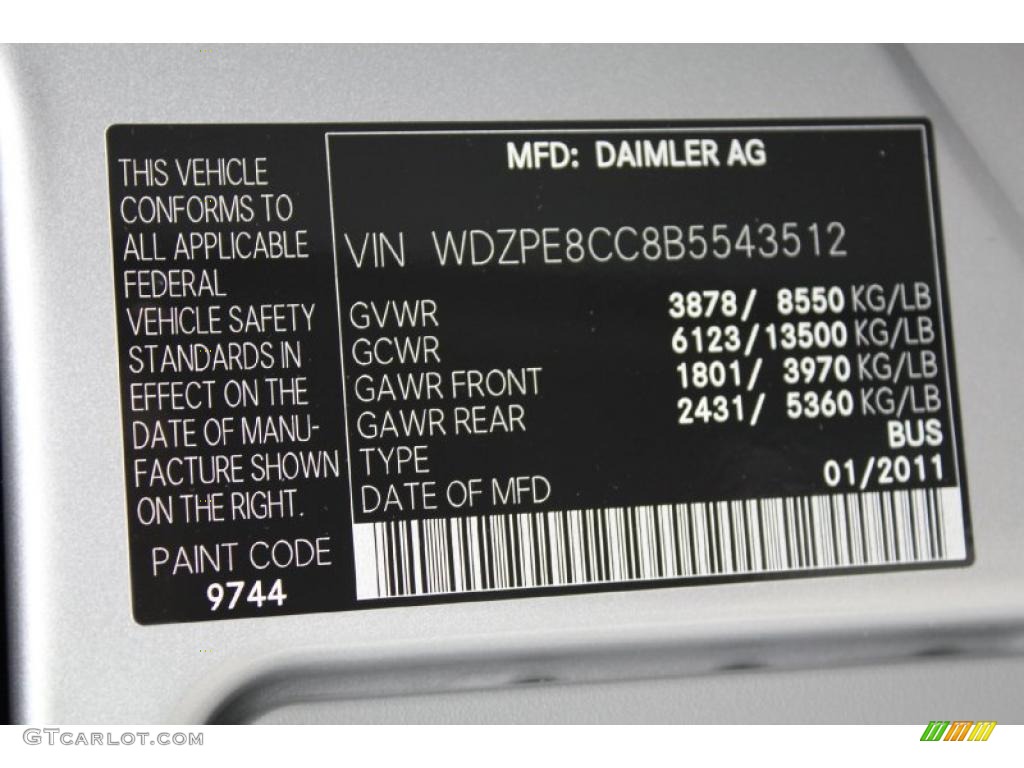 THIS VEHICLE
CONFORMS TO
ALL APPLICABLE
FEDERAL
VEHICLE SAFETY
STANDARDS IN
EFFECT ON THE
DATE OF MANU-
FACTURE SHOWN
ON THE RIGHT.
PAINT CODE
9744
MFD: DAIMLER AG
VIN WDZPE8CC8B5543512
GVWR 3878/ 8550 KG/LB
GCWR 6123/13500 KG/LB
GAWR FRONT 1801/ 3970 KG/LB
GAWR REAR 2431/ 5360 KG/LB
TYPE BUS
DATE OF MFD 01/2011
GTCARLOT.COM